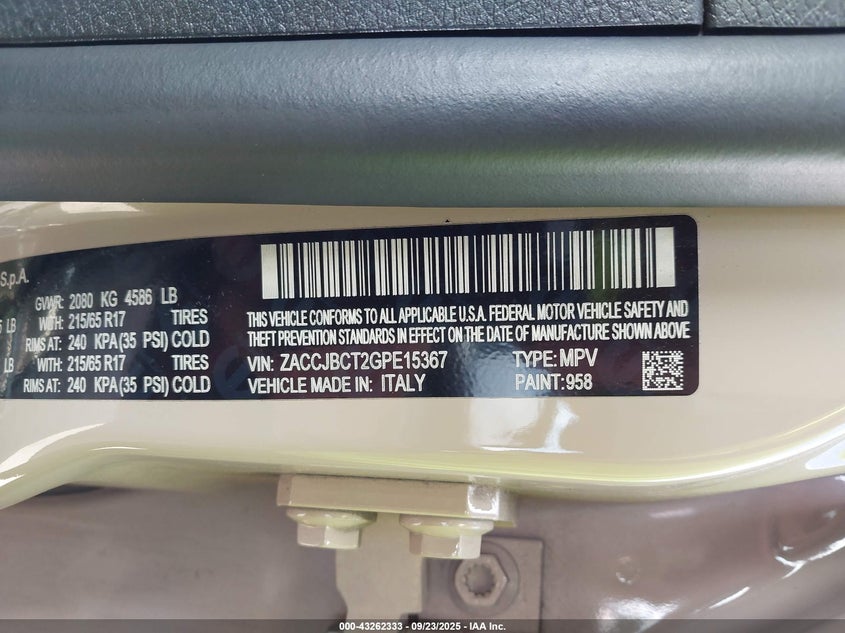 S.p.A.
GVWR: 2080 KG 4586 LB
LB WITH: 215/65 R17 TIRES
RIMS AT: 240 KPA(35 PSI) COLD
LB WITH: 215/65 R17 TIRES
RIMS AT: 240 KPA(35 PSI) COLD
THIS VEHICLE CONFORMS TO ALL APPLICABLE U.S.A. FEDERAL MOTOR VEHICLE SAFETY AND
THEFT PREVENTION STANDARDS IN EFFECT ON THE DATE OF MANUFACTURE SHOWN ABOVE
VIN: ZACCJBCT2GPE15367 TYPE: MPV
VEHICLE MADE IN: ITALY PAINT: 958
000-43262333 - 09/23/2025 - IAA Inc.